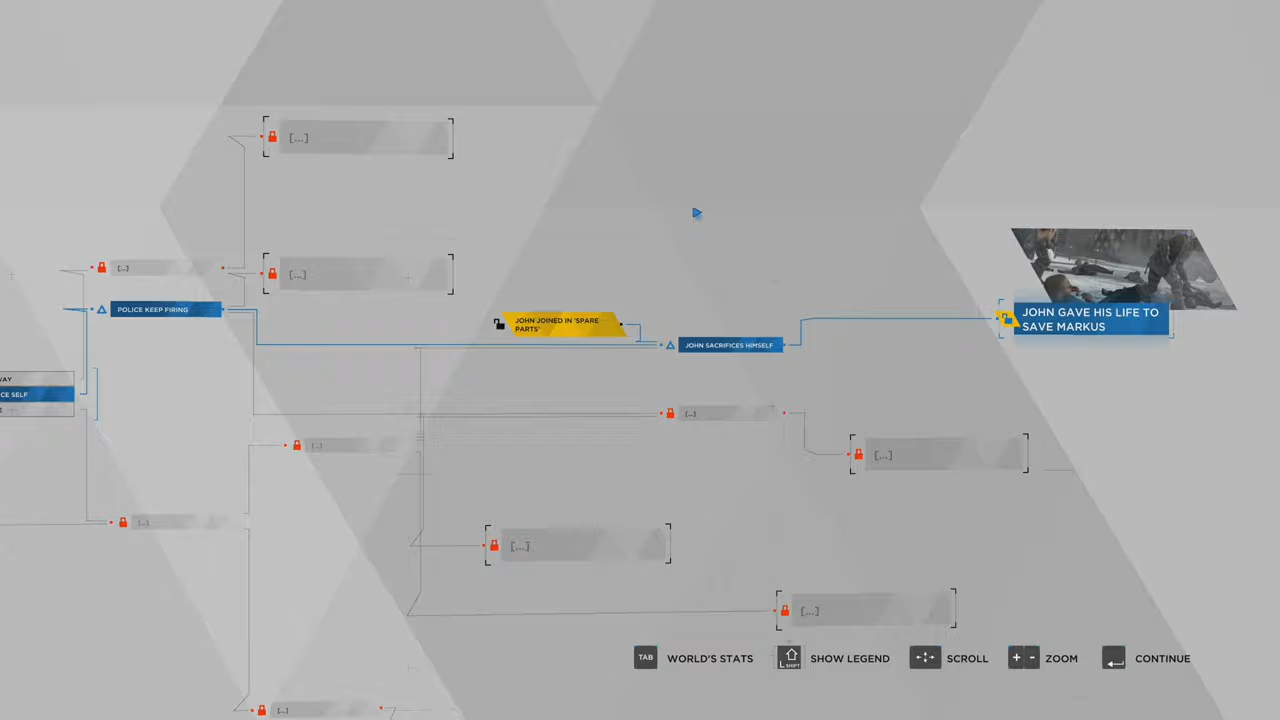 [...]
[...]
[...]
POLICE KEEP FIRING
JOHN JOINED IN 'SPARE
PARTS'
JOHN GAVE HIS LIFE TO
SAVE MARKUS
JOHN SACRIFICES HIMSELF
WAY
CE SELF
E
[...]
[...]
[...]
[...]
[...]
[...]
[...]
TAB WORLD'S STATS
L SHIFT SHOW LEGEND
SCROLL
+ - ZOOM
CONTINUE